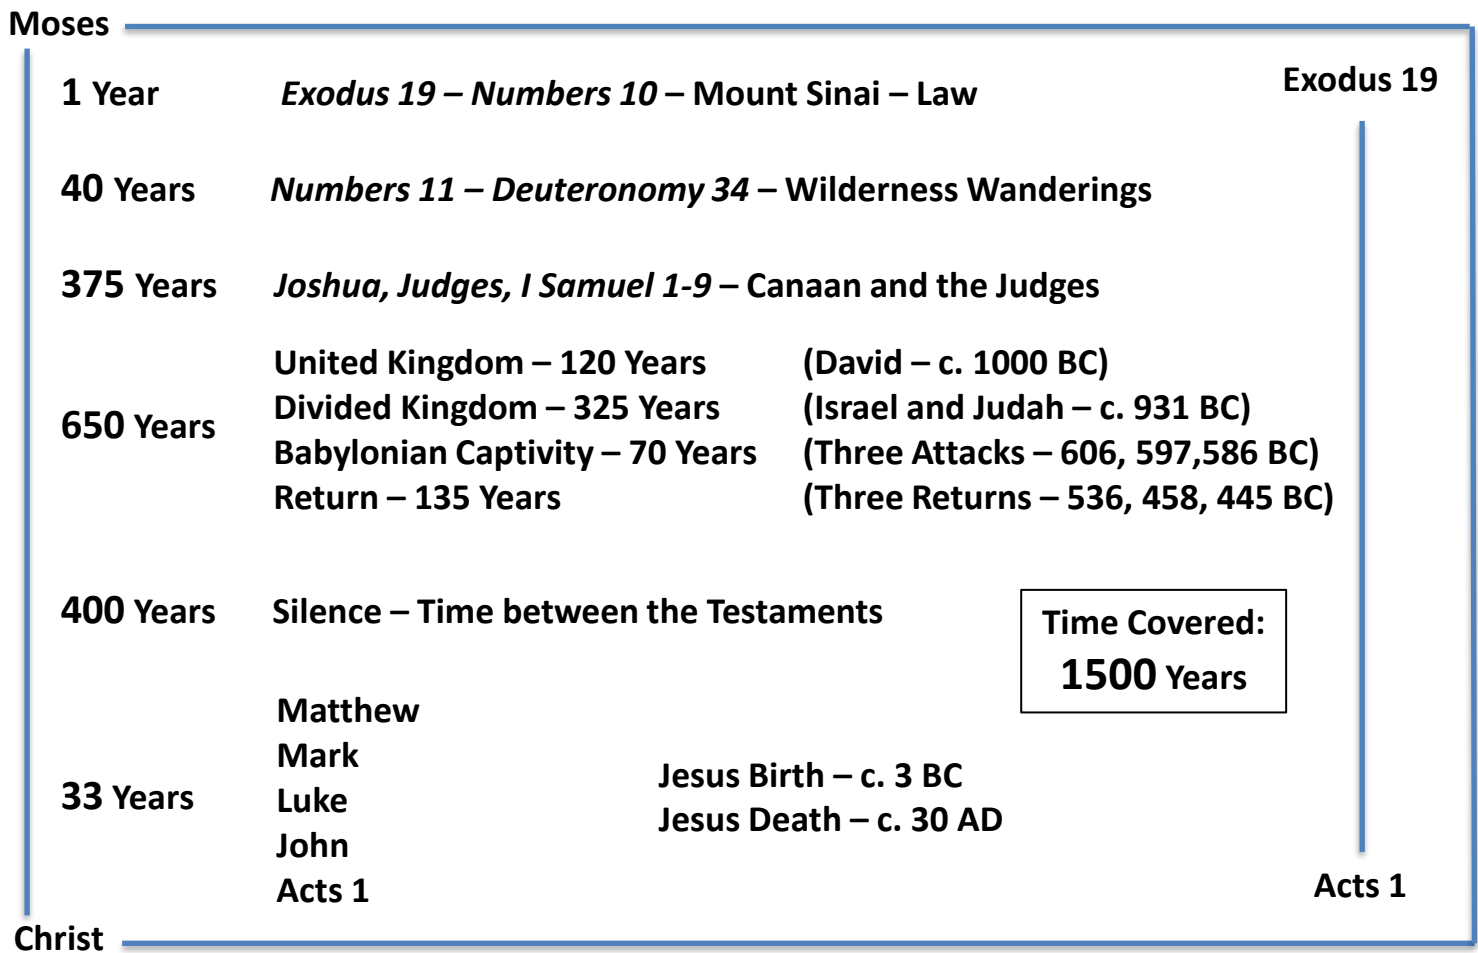 Moses
1 Year Exodus 19 – Numbers 10 – Mount Sinai – Law
Exodus 19
40 Years Numbers 11 – Deuteronomy 34 – Wilderness Wanderings
375 Years Joshua, Judges, I Samuel 1-9 – Canaan and the Judges
650 Years
United Kingdom – 120 Years (David – c. 1000 BC)
Divided Kingdom – 325 Years (Israel and Judah – c. 931 BC)
Babylonian Captivity – 70 Years (Three Attacks – 606, 597,586 BC)
Return – 135 Years (Three Returns – 536, 458, 445 BC)
400 Years Silence – Time between the Testaments
Time Covered:
1500 Years
33 Years
Matthew
Mark
Luke
John
Acts 1
Jesus Birth – c. 3 BC
Jesus Death – c. 30 AD
Acts 1
Christ